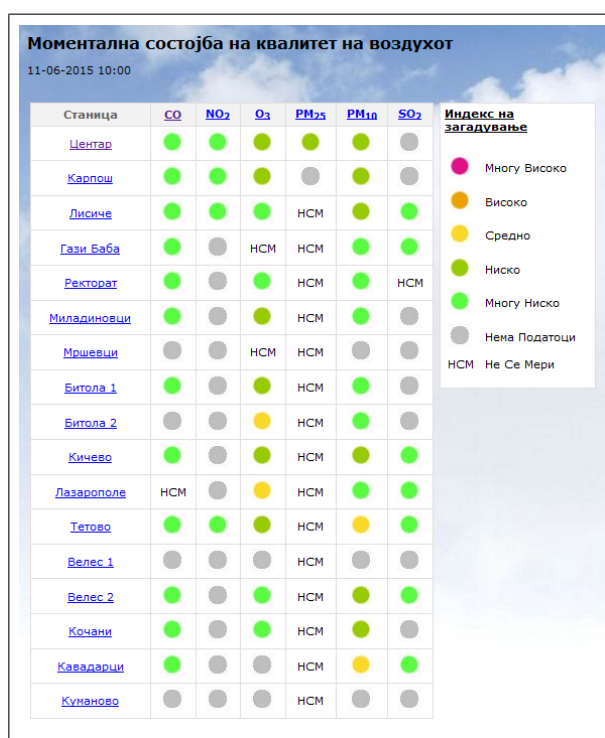 Моментална состојба на квалитет на воздухот
11-06-2015 10:00
Станица CO NO2 O3 PM25 PM10 SO2
Центар
Карпош
Лисиче НСМ
Гази Баба НСМ НСМ
Ректорат НСМ НСМ
Миладиновци НСМ
Мршевци НСМ НСМ
Битола 1 НСМ
Битола 2 НСМ
Кичево НСМ
Лазарополе НСМ НСМ
Тетово НСМ
Велес 1 НСМ
Велес 2 НСМ
Кочани НСМ
Кавадарци НСМ
Куманово НСМ
Индекс на
загадување
Многу Високо
Високо
Средно
Ниско
Многу Ниско
Нема Податоци
НСМ Не Се Мери